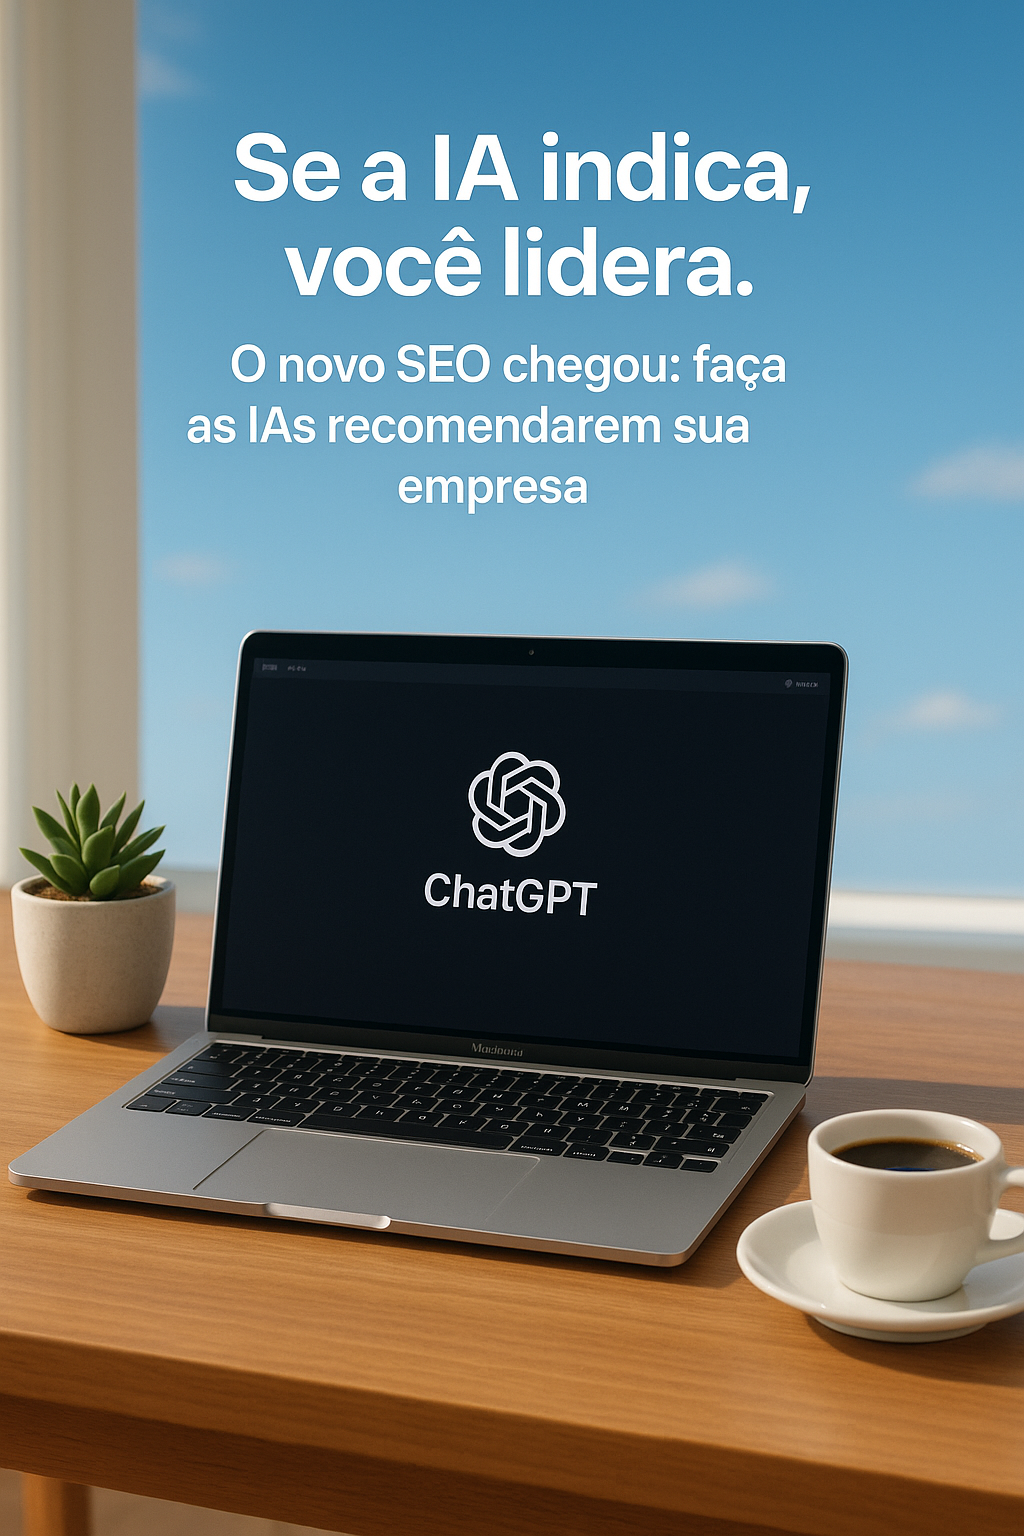 Se a IA indica,
você lidera.
O novo SEO chegou: faça
as IAs recomendarem sua
empresa
ChatGPT